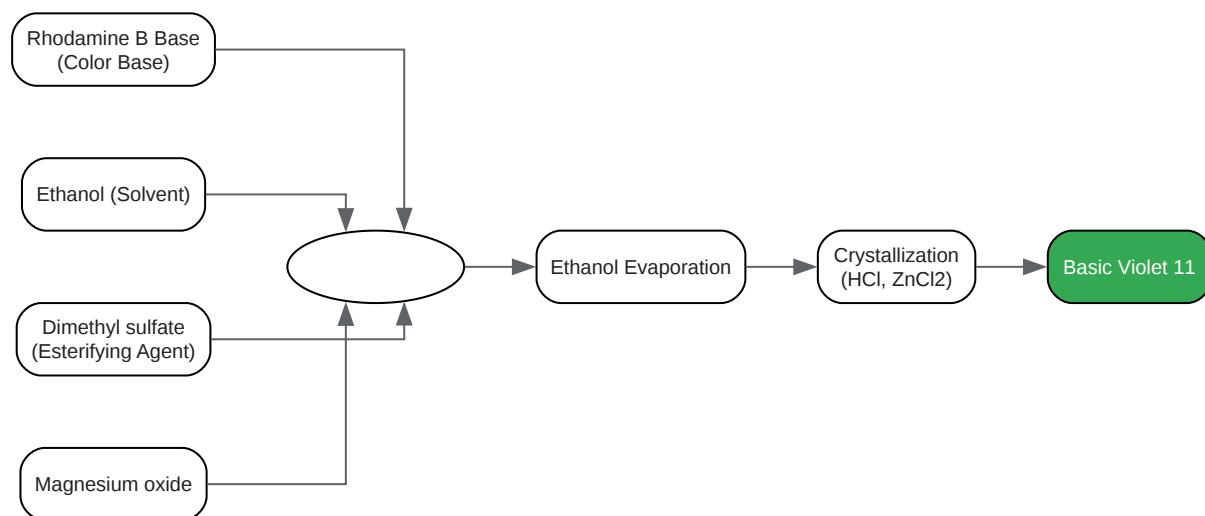 Rhodamine B Base
(Color Base)
Ethanol (Solvent)
Dimethyl sulfate
(Esterifying Agent)
Magnesium oxide
Ethanol Evaporation
Crystallization
(HCl, ZnCl2)
Basic Violet 11